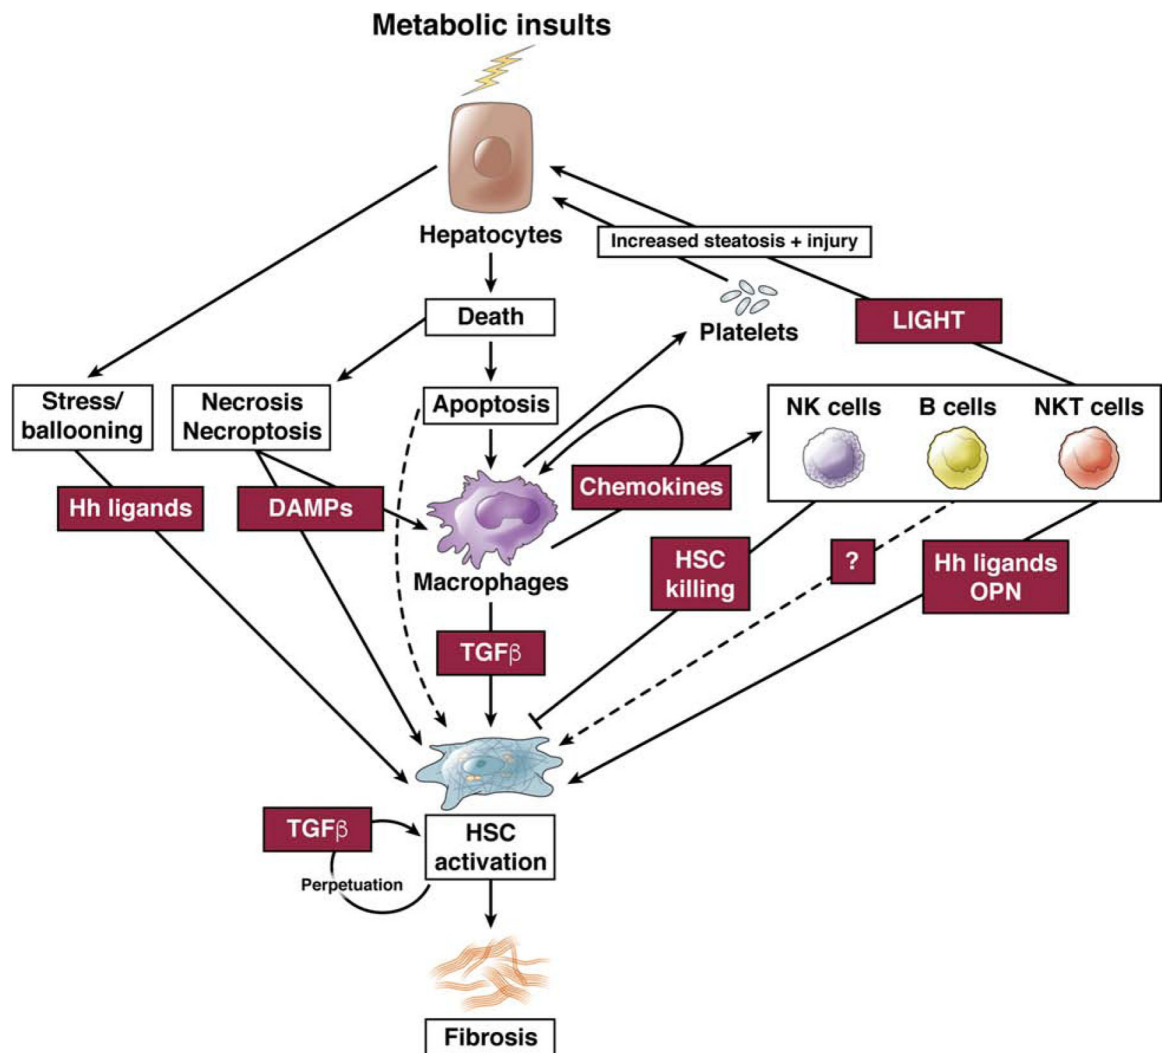 Metabolic insults
Hepatocytes
Increased steatosis + injury
Death
Platelets
LIGHT
Stress/
ballooning
Necrosis
Necroptosis
Apoptosis
NK cells
B cells
NKT cells
Hh ligands
DAMPs
Chemokines
Macrophages
HSC
killing
?
Hh ligands
OPN
TGFβ
TGFβ
HSC
activation
Perpetuation
Fibrosis